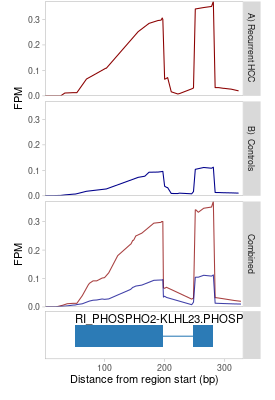 0.3
0.2
0.1
0.0
A) Recurrent HCC
FPM
0.3
0.2
0.1
0.0
B) Controls
0.3
0.2
0.1
0.0
Combined
FPM
RI_PHOSPHO2-KLHL23.PHOSP
100
200
300
Distance from region start (bp)